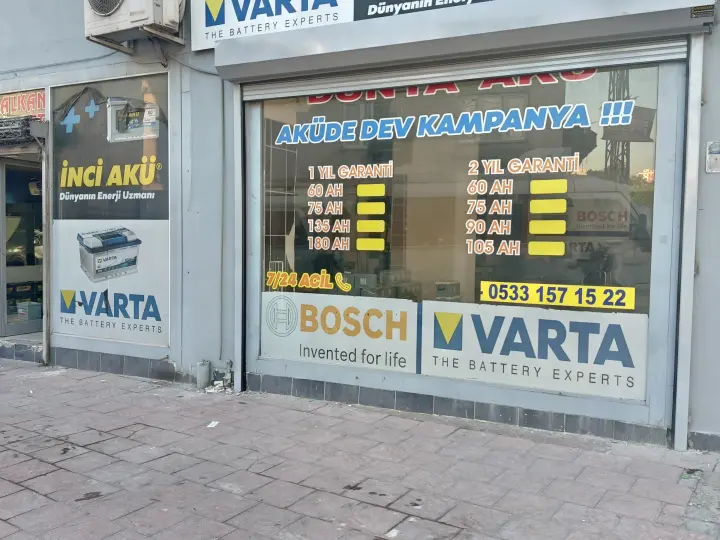 VARTA
THE BATTERY EXPERTS
Dünyanın Enerji
DÜNYA AKÜ
AKÜDE DEV KAMPANYA !!!
1 YIL GARANTİ
60 AH
75 AH
135 AH
180 AH
2 YIL GARANTİ
60 AH
75 AH
90 AH
105 AH
7/24 ACİL
0533 157 15 22
BOSCH
Invented for life
VARTA
THE BATTERY EXPERTS
İNCİ AKÜ®
Dünyanın Enerji Uzmanı
VARTA
THE BATTERY EXPERTS
BOSCH
VARTA